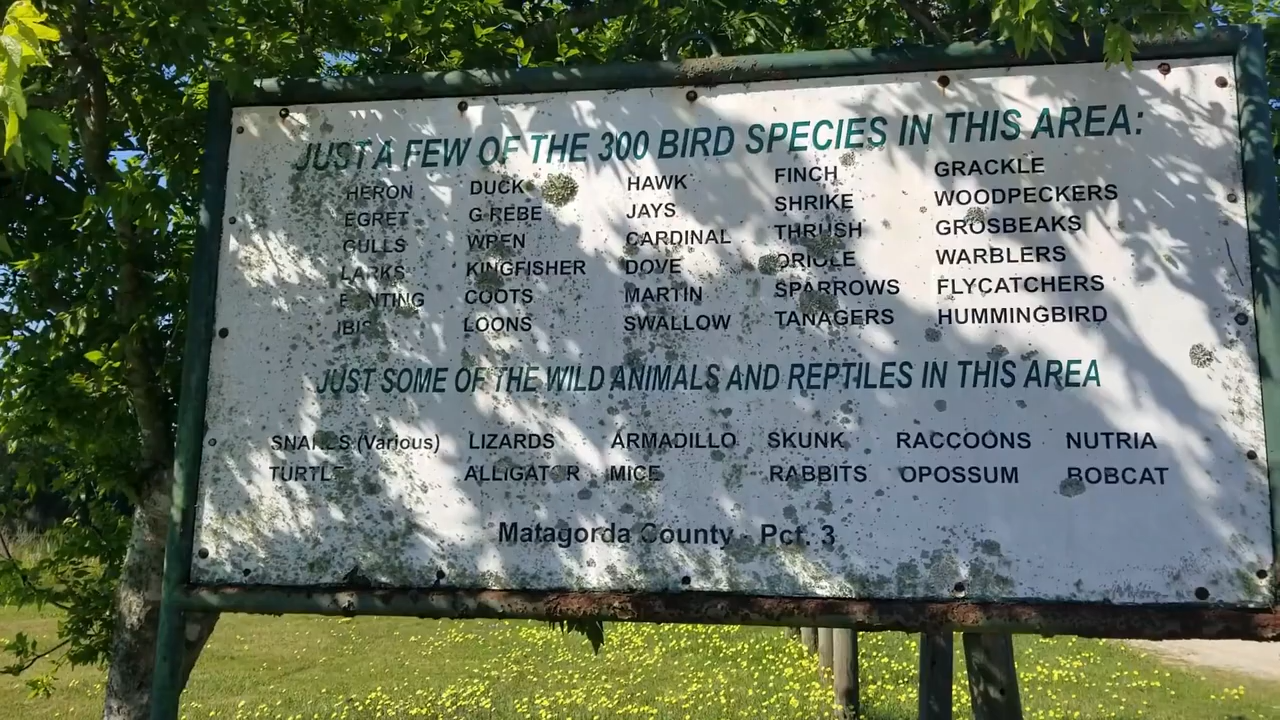 JUST A FEW OF THE 300 BIRD SPECIES IN THIS AREA:
HERON DUCK HAWK FINCH GRACKLE
EGRET GREBE JAYS SHRIKE WOODPECKERS
GULLS WREN CARDINAL THRUSH GROSBEAKS
LARKS KINGFISHER DOVE ORIOLE WARBLERS
BUNTING COOTS MARTIN SPARROWS FLYCATCHERS
IBIS LOONS SWALLOW TANAGERS HUMMINGBIRD
JUST SOME OF THE WILD ANIMALS AND REPTILES IN THIS AREA
SNAKES (Various) LIZARDS ARMADILLO SKUNK RACCOONS NUTRIA
TURTLE ALLIGATOR MICE RABBITS OPOSSUM BOBCAT
Matagorda County - Pct. 3